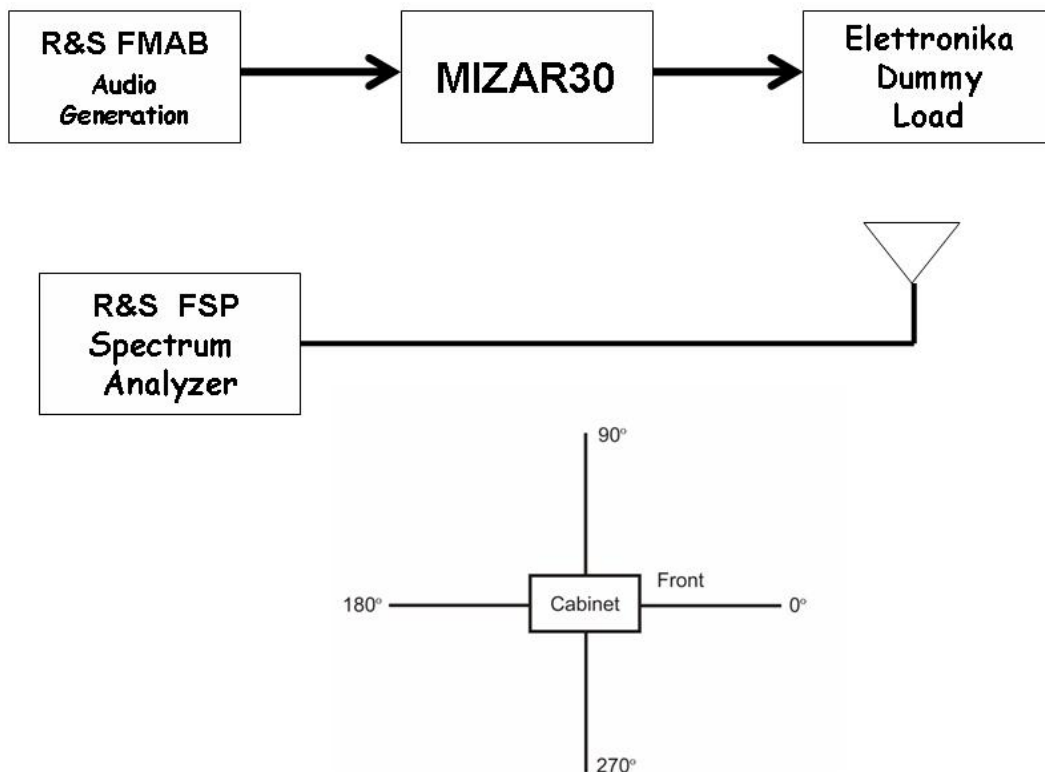 R&S FMAB
Audio
Generation
MIZAR30
Elettronika
Dummy
Load
R&S FSP
Spectrum
Analyzer
90°
Front
180°
Cabinet
0°
270°